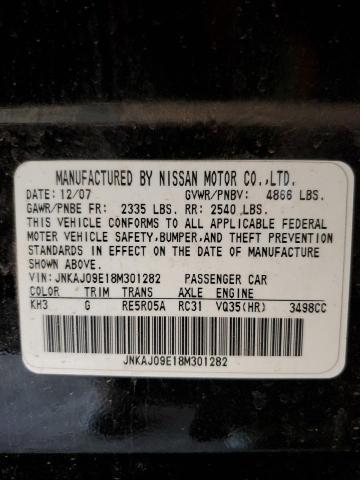 MANUFACTURED BY NISSAN MOTOR CO.,LTD.
DATE: 12/07 GVWR/PNBV: 4866 LBS.
GAWR/PNBE FR: 2335 LBS. RR: 2540 LBS.
THIS VEHICLE CONFORMS TO ALL APPLICABLE FEDERAL
MOTOR VEHICLE SAFETY,BUMPER,AND THEFT PREVENTION
STANDARDS IN EFFECT ON THE DATE OF MANUFACTURE
SHOWN ABOVE.
VIN:JNKAJ09E18M301282 PASSENGER CAR
COLOR TRIM TRANS AXLE ENGINE
KH3 G RE5R05A RC31 VQ35(HR) 3498CC
JNKAJ09E18M301282